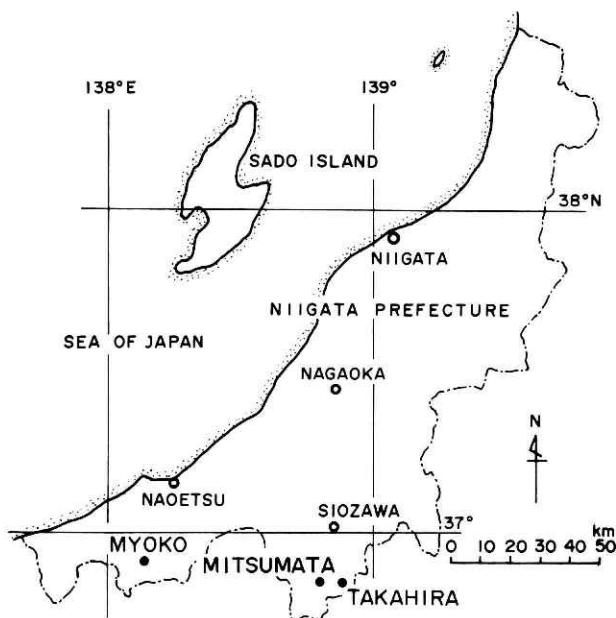 138°E
139°
SADO ISLAND
38°N
NIIGATA
NIIGATA PREFECTURE
SEA OF JAPAN
NAGAOKA
N
NAOETSU
SIOZAWA
37°
km
0 10 20 30 40 50
MYOKO
MITSUMATA
TAKAHIRA